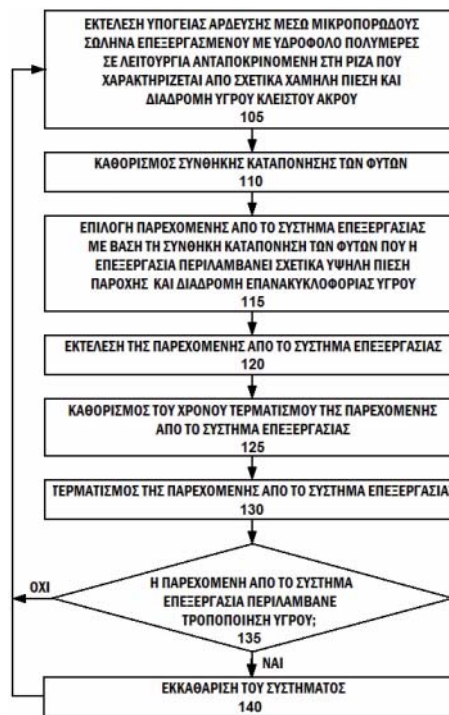 ΕΚΤΕΛΕΣΗ ΥΠΟΓΕΙΑΣ ΑΡΔΕΥΣΗΣ ΜΕΣΩ ΜΙΚΡΟΠΟΡΩΔΟΥΣ
ΣΩΛΗΝΑ ΕΠΕΞΕΡΓΑΣΜΕΝΟΥ ΜΕ ΥΔΡΟΦΟΛΟ ΠΟΛΥΜΕΡΕΣ
ΣΕ ΛΕΙΤΟΥΡΓΙΑ ΑΝΤΑΠΟΚΡΙΝΟΜΕΝΗ ΣΤΗ ΡΙΖΑ ΠΟΥ
ΧΑΡΑΚΤΗΡΙΖΕΤΑΙ ΑΠΟ ΣΧΕΤΙΚΑ ΧΑΜΗΛΗ ΠΙΕΣΗ ΚΑΙ
ΔΙΑΔΡΟΜΗ ΥΓΡΟΥ ΚΛΕΙΣΤΟΥ ΑΚΡΟΥ
105
ΚΑΘΟΡΙΣΜΟΣ ΣΥΝΘΗΚΗΣ ΚΑΤΑΠΟΝΗΣΗΣ ΤΩΝ ΦΥΤΩΝ
110
ΕΠΙΛΟΓΗ ΠΑΡΕΧΟΜΕΝΗΣ ΑΠΟ ΤΟ ΣΥΣΤΗΜΑ ΕΠΕΞΕΡΓΑΣΙΑΣ
ΜΕ ΒΑΣΗ ΤΗ ΣΥΝΘΗΚΗ ΚΑΤΑΠΟΝΗΣΗ ΤΩΝ ΦΥΤΩΝ ΠΟΥ Η
ΕΠΕΞΕΡΓΑΣΙΑ ΠΕΡΙΛΑΜΒΑΝΕΙ ΣΧΕΤΙΚΑ ΥΨΗΛΗ ΠΙΕΣΗ
ΠΑΡΟΧΗΣ ΚΑΙ ΔΙΑΔΡΟΜΗ ΕΠΑΝΑΚΥΚΛΟΦΟΡΙΑΣ ΥΓΡΟΥ
115
ΕΚΤΕΛΕΣΗ ΤΗΣ ΠΑΡΕΧΟΜΕΝΗΣ ΑΠΟ ΤΟ ΣΥΣΤΗΜΑ ΕΠΕΞΕΡΓΑΣΙΑΣ
120
ΚΑΘΟΡΙΣΜΟΣ ΤΟΥ ΧΡΟΝΟΥ ΤΕΡΜΑΤΙΣΜΟΥ ΤΗΣ ΠΑΡΕΧΟΜΕΝΗΣ
ΑΠΟ ΤΟ ΣΥΣΤΗΜΑ ΕΠΕΞΕΡΓΑΣΙΑΣ
125
ΤΕΡΜΑΤΙΣΜΟΣ ΤΗΣ ΠΑΡΕΧΟΜΕΝΗΣ ΑΠΟ ΤΟ ΣΥΣΤΗΜΑ ΕΠΕΞΕΡΓΑΣΙΑΣ
130
ΟΧΙ
Η ΠΑΡΕΧΟΜΕΝΗ ΑΠΟ ΤΟ ΣΥΣΤΗΜΑ
ΕΠΕΞΕΡΓΑΣΙΑ ΠΕΡΙΛΑΜΒΑΝΕ
ΤΡΟΠΟΠΟΙΗΣΗ ΥΓΡΟΥ;
135
ΝΑΙ
ΕΚΚΑΘΑΡΙΣΗ ΤΟΥ ΣΥΣΤΗΜΑΤΟΣ
140